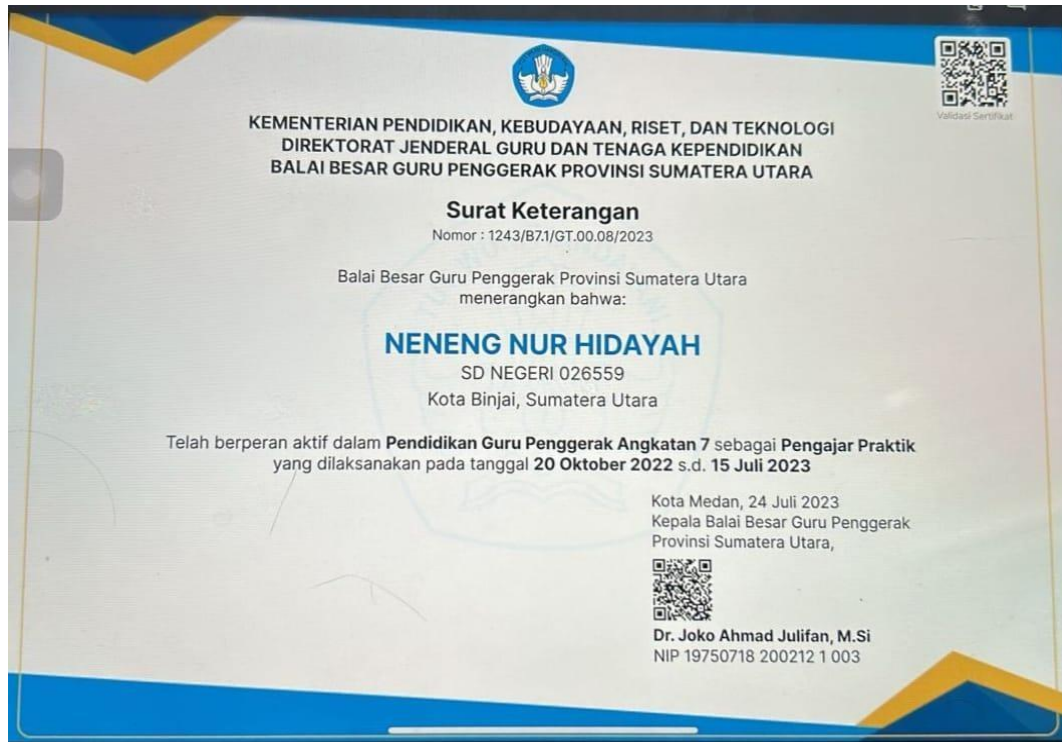 Validasi Sertifikat
KEMENTERIAN PENDIDIKAN, KEBUDAYAAN, RISET, DAN TEKNOLOGI
DIREKTORAT JENDERAL GURU DAN TENAGA KEPENDIDIKAN
BALAI BESAR GURU PENGGERAK PROVINSI SUMATERA UTARA
Surat Keterangan
Nomor : 1243/B7.1/GT.00.08/2023
Balai Besar Guru Penggerak Provinsi Sumatera Utara
menerangkan bahwa:
NENENG NUR HIDAYAH
SD NEGERI 026559
Kota Binjai, Sumatera Utara
Telah berperan aktif dalam Pendidikan Guru Penggerak Angkatan 7 sebagai Pengajar Praktik
yang dilaksanakan pada tanggal 20 Oktober 2022 s.d. 15 Juli 2023
Kota Medan, 24 Juli 2023
Kepala Balai Besar Guru Penggerak
Provinsi Sumatera Utara,
Dr. Joko Ahmad Julifan, M.Si
NIP 19750718 200212 1 003